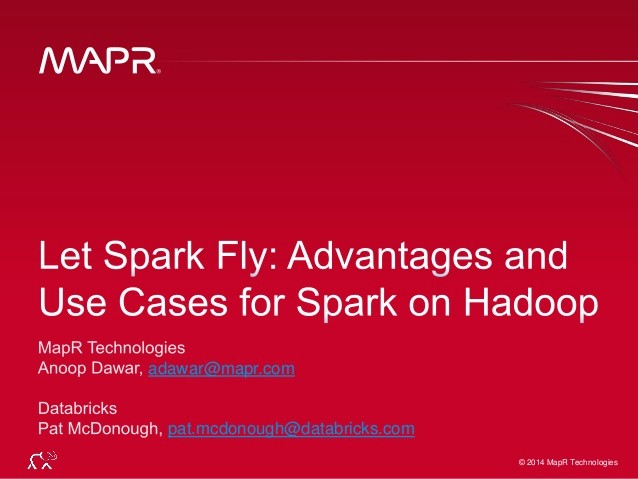 MAPR®
Let Spark Fly: Advantages and
Use Cases for Spark on Hadoop
MapR Technologies
Anoop Dawar, adawar@mapr.com
Databricks
Pat McDonough, pat.mcdonough@databricks.com
© 2014 MapR Technologies